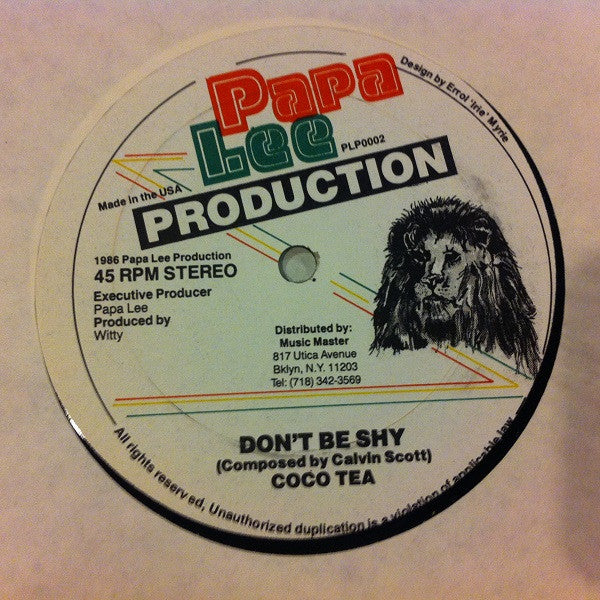 Papa
Lee
PRODUCTION
PLP0002
Design by Errol 'Irie' Myrie
Made in the USA
1986 Papa Lee Production
45 RPM STEREO
Executive Producer
Papa Lee
Produced by
Witty
Distributed by:
Music Master
817 Utica Avenue
Bklyn, N.Y. 11203
Tel: (718) 342-3569
DON'T BE SHY
(Composed by Calvin Scott)
COCO TEA
All rights reserved, Unauthorized duplication is a violation of applicable law